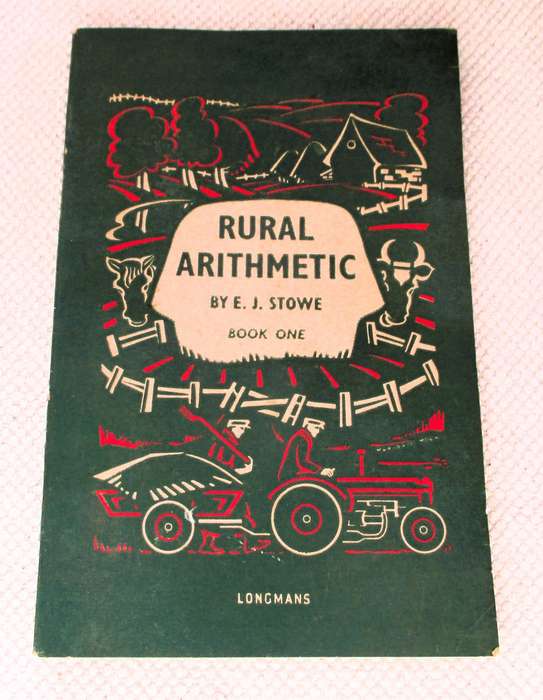 RURAL
ARITHMETIC
BY E. J. STOWE
BOOK ONE
LONGMANS